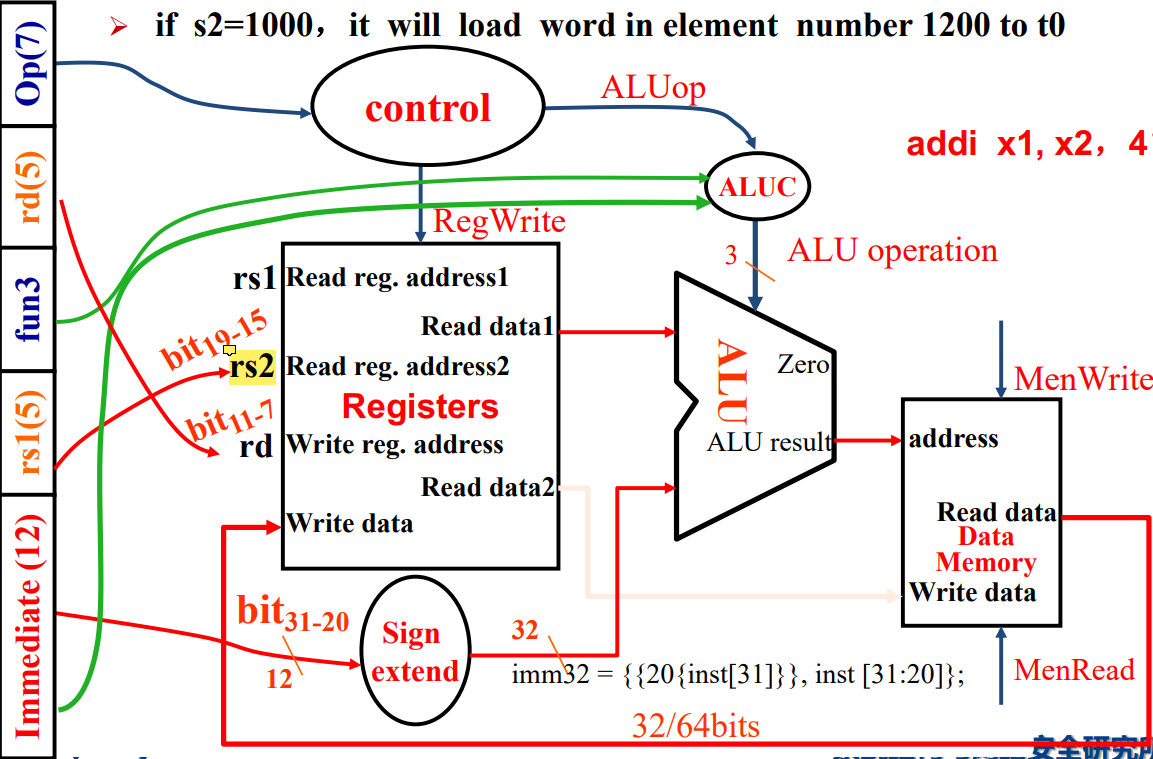 ➢ if s2=1000，it will load word in element number 1200 to t0
Op(7)
rd(5)
fun3
rs1(5)
Immediate (12)
control
ALUop
addi x1, x2，4
ALUC
RegWrite
3
ALU operation
rs1 Read reg. address1
Read data1
bit19-15
rs2 Read reg. address2
Registers
bit11-7
rd Write reg. address
Read data2
Write data
ALU
Zero
ALU result
MenWrite
address
Read data
Data
Memory
Write data
MenRead
bit31-20
12
Sign
extend
32
imm32 = {{20{inst[31]}}, inst [31:20]};
32/64bits
安全研究所